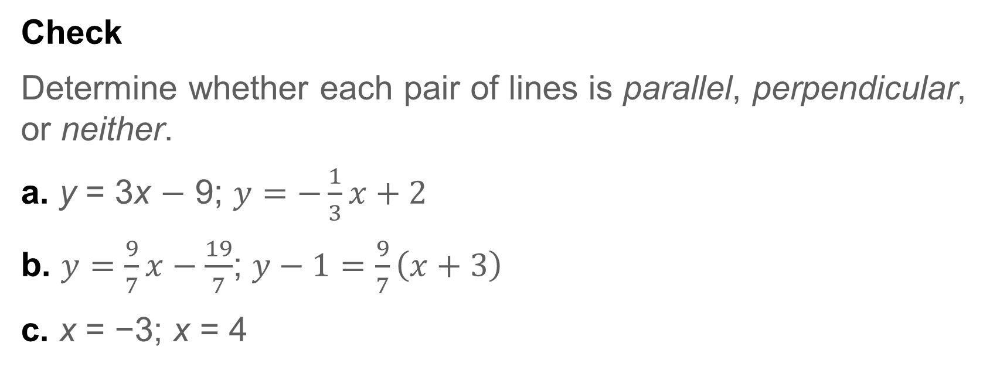 Check
Determine whether each pair of lines is parallel, perpendicular,
or neither.
a. y = 3x – 9; y = −\frac{1}{3}x + 2
b. y = \frac{9}{7}x − \frac{19}{7}; y − 1 = \frac{9}{7}(x + 3)
c. x = −3; x = 4